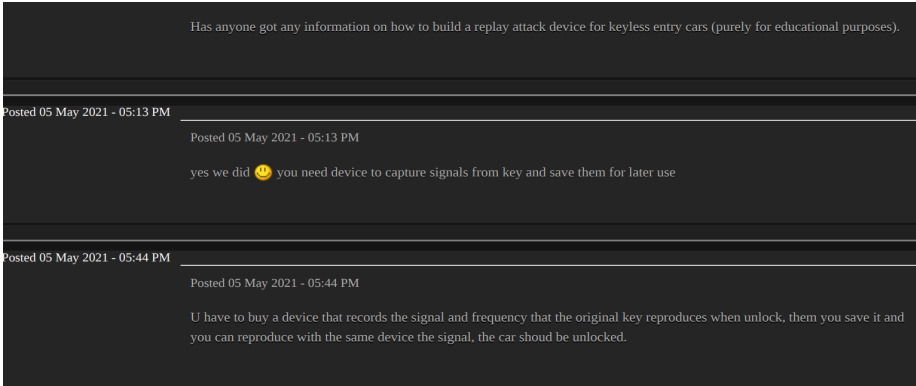 Has anyone got any information on how to build a replay attack device for keyless entry cars (purely for educational purposes).
Posted 05 May 2021 - 05:13 PM
Posted 05 May 2021 - 05:13 PM
yes we did you need device to capture signals from key and save them for later use
Posted 05 May 2021 - 05:44 PM
Posted 05 May 2021 - 05:44 PM
U have to buy a device that records the signal and frequency that the original key reproduces when unlock, them you save it and
you can reproduce with the same device the signal, the car shoud be unlocked.